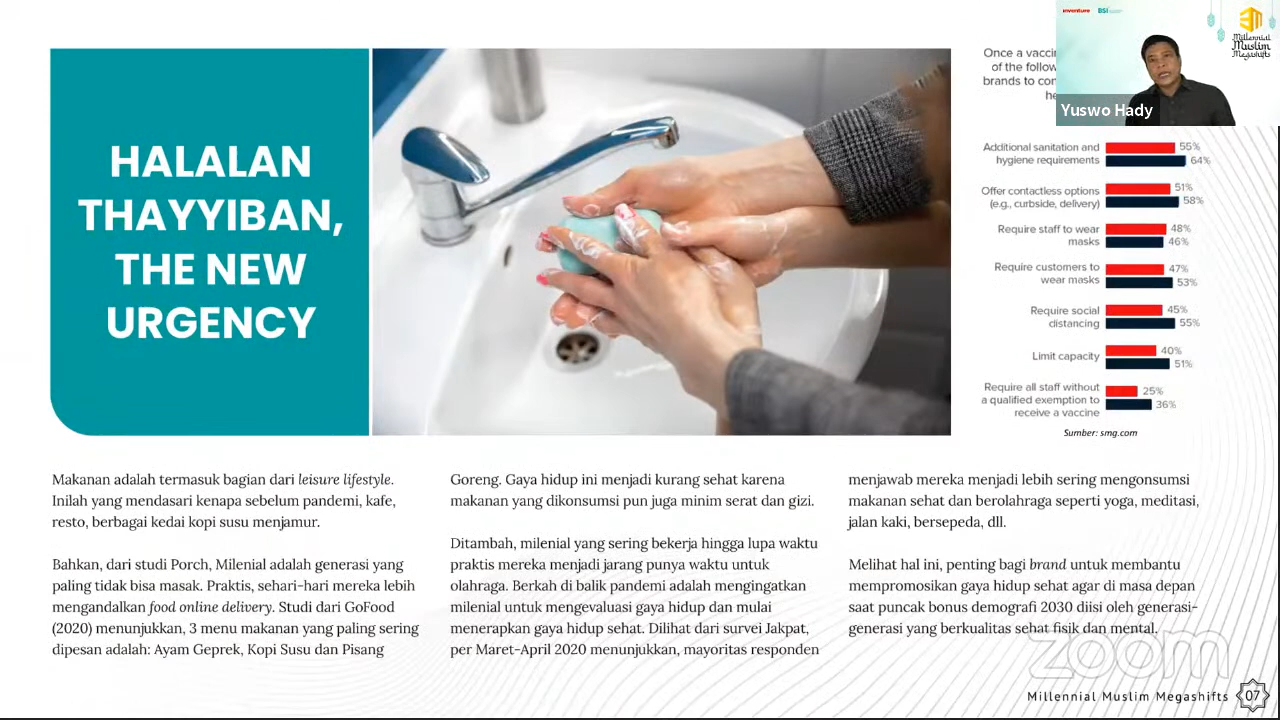 inventure
BSI
Millennial
Muslim
Megashifts
Yuswo Hady
HALALAN
THAYYIBAN,
THE NEW
URGENCY
Once a
of the
brands to
Additional sanitation and
hygiene requirements
55%
64%
Offer contactless options
(e.g., curbside, delivery)
51%
58%
Require staff to wear
masks
48%
46%
Require customers to
wear masks
47%
53%
Require social
distancing
45%
55%
Limit capacity
40%
51%
Require all staff without
a qualified exemption to
receive a vaccine
25%
36%
Sumber: smg.com
Makanan adalah termasuk bagian dari leisure lifestyle.
Inilah yang mendasari kenapa sebelum pandemi, kafe,
resto, berbagai kedai kopi susu menjamur.
Bahkan, dari studi Porch, Milenial adalah generasi yang
paling tidak bisa masak. Praktis, sehari-hari mereka lebih
mengandalkan food online delivery. Studi dari GoFood
(2020) menunjukkan, 3 menu makanan yang paling sering
dipesan adalah: Ayam Geprek, Kopi Susu dan Pisang
Goreng. Gaya hidup ini menjadi kurang sehat karena
makanan yang dikonsumsi pun juga minim serat dan gizi.
Ditambah, milenial yang sering bekerja hingga lupa waktu
praktis mereka menjadi jarang punya waktu untuk
olahraga. Berkah di balik pandemi adalah mengingatkan
milenial untuk mengevaluasi gaya hidup dan mulai
menerapkan gaya hidup sehat. Dilihat dari survei Jakpat,
per Maret-April 2020 menunjukkan, mayoritas responden
menjawab mereka menjadi lebih sering mengonsumsi
makanan sehat dan berolahraga seperti yoga, meditasi,
jalan kaki, bersepeda, dll.
Melihat hal ini, penting bagi brand untuk membantu
mempromosikan gaya hidup sehat agar di masa depan
saat puncak bonus demografi 2030 diisi oleh generasi-
generasi yang berkualitas sehat fisik dan mental.
zoom
Millennial Muslim Megashifts
07